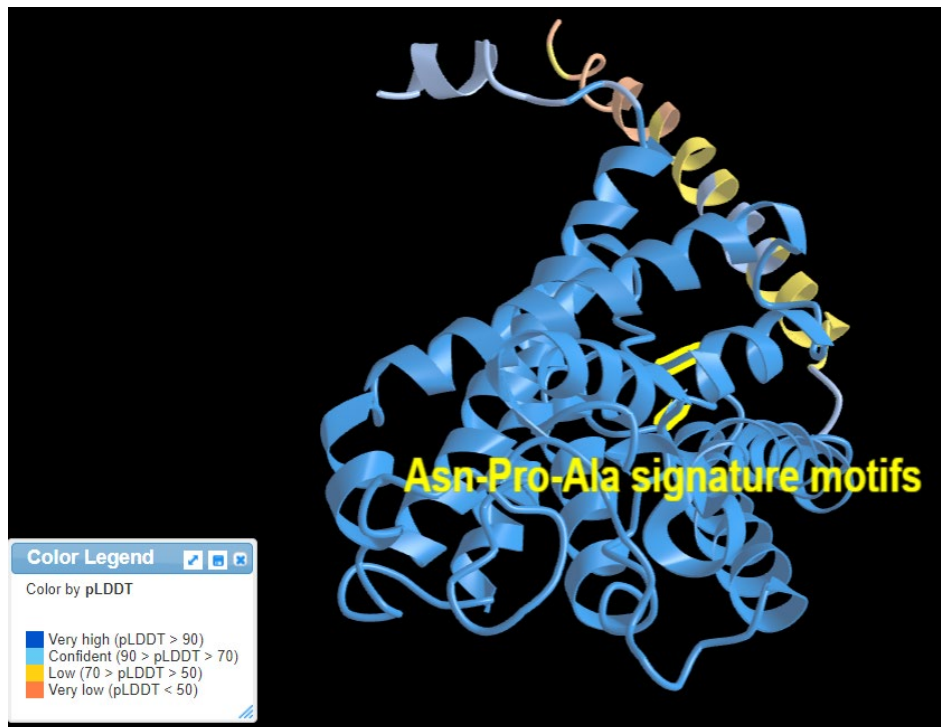 Asn-Pro-Ala signature motifs
Color Legend
Color by pLDDT
Very high (pLDDT > 90)
Confident (90 > pLDDT > 70)
Low (70 > pLDDT > 50)
Very low (pLDDT < 50)